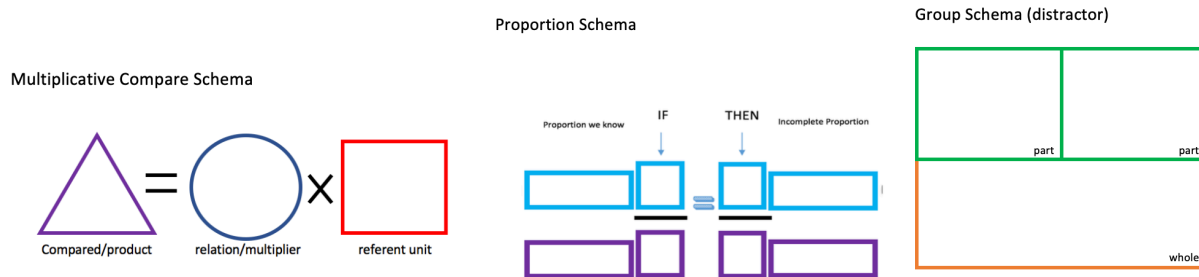 Multiplicative Compare Schema
Compared/product
=
relation/multiplier
X
referent unit
Proportion Schema
Proportion we know
IF
THEN
Incomplete Proportion
=
Group Schema (distractor)
part
part
whole